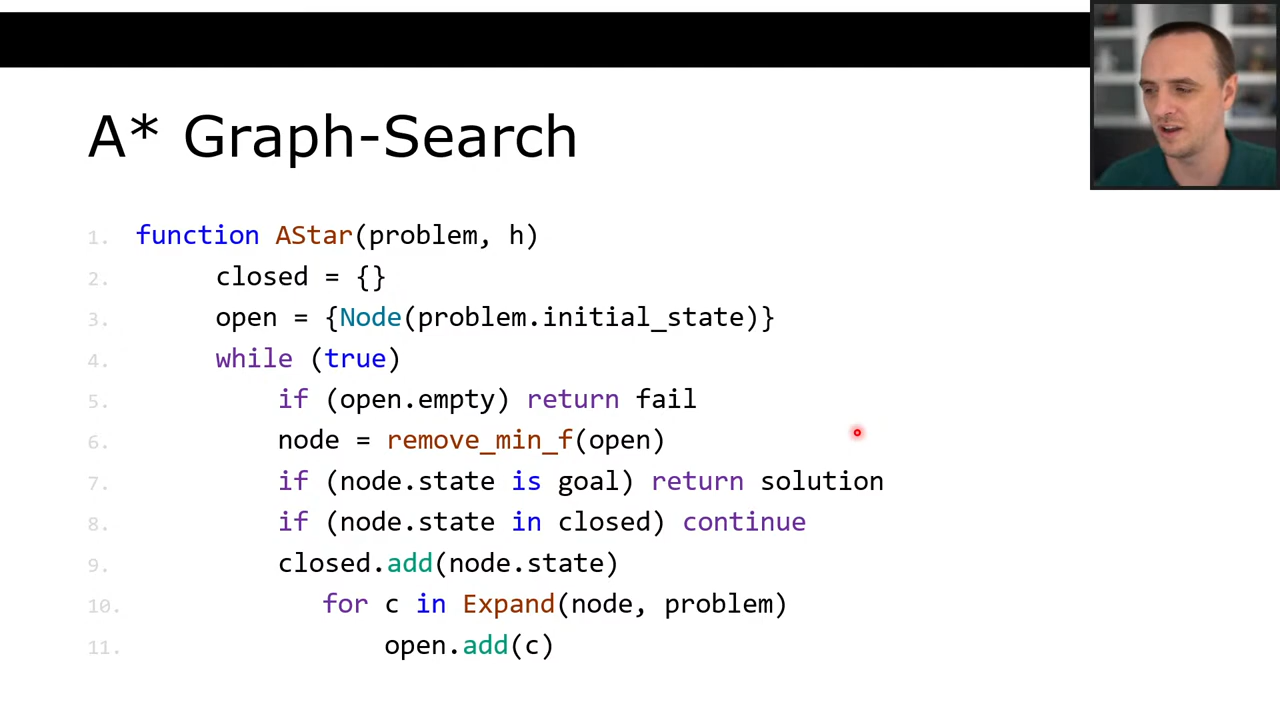 A* Graph-Search
1. function AStar(problem, h)
2. closed = {}
3. open = {Node(problem.initial_state)}
4. while (true)
5. if (open.empty) return fail
6. node = remove_min_f(open)
7. if (node.state is goal) return solution
8. if (node.state in closed) continue
9. closed.add(node.state)
10. for c in Expand(node, problem)
11. open.add(c)